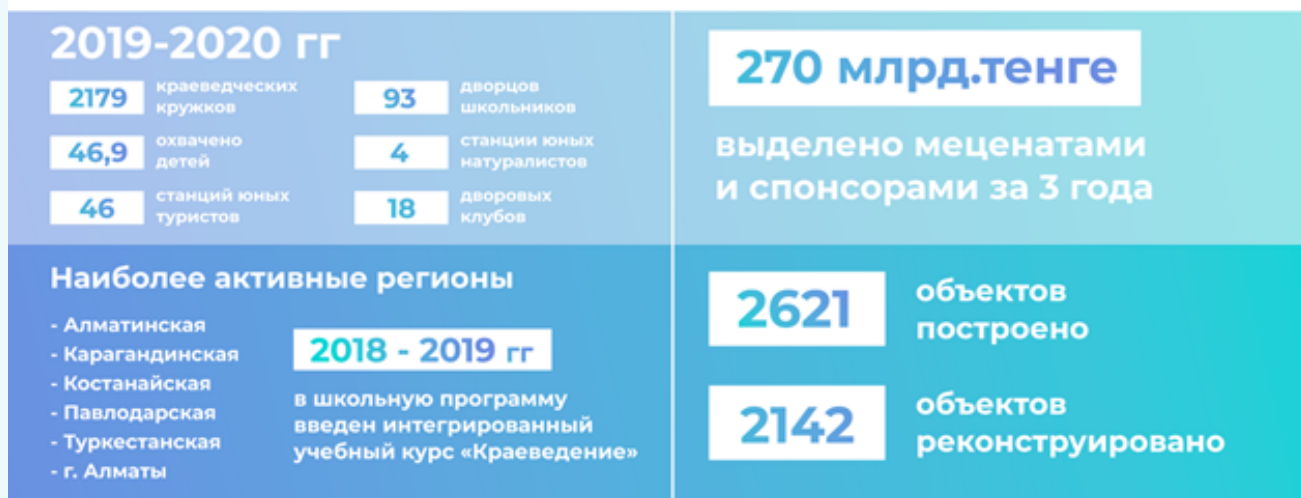 2019-2020 гг
2179
краеведческих
кружков
93
дворцов
школьников
46,9
охвачено
детей
4
станции юных
натуралистов
46
станций юных
туристов
18
дворовых
клубов
270 млрд.тенге
выделено меценатами
и спонсорами за 3 года
Наиболее активные регионы
- Алматинская
- Карагандинская
- Костанайская
- Павлодарская
- Туркестанская
- г. Алматы
2018 - 2019 гг
в школьную программу
введен интегрированный
учебный курс «Краеведение»
2621
объектов
построено
2142
объектов
реконструировано